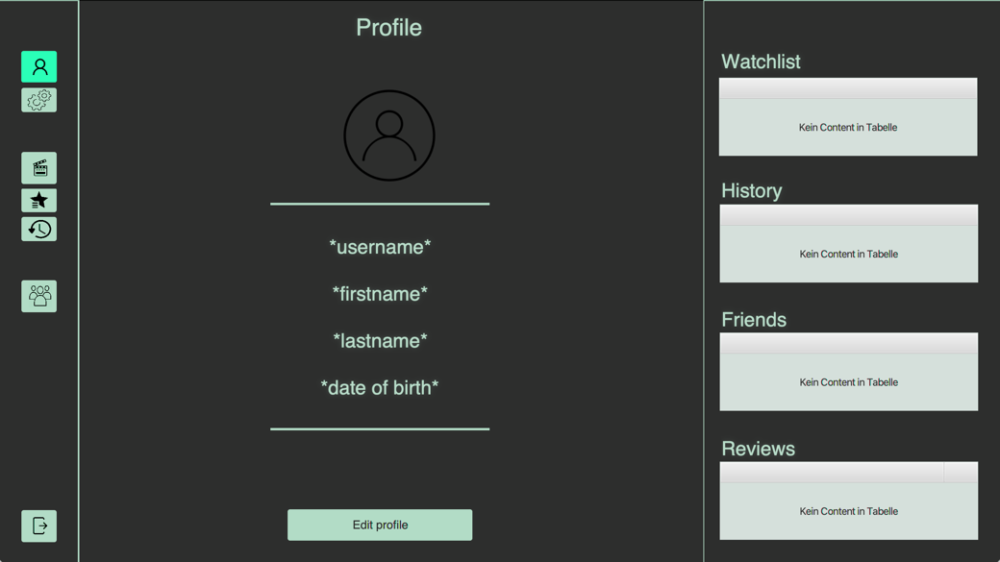 Profile
*username*
*firstname*
*lastname*
*date of birth*
Edit profile
Watchlist
Kein Content in Tabelle
History
Kein Content in Tabelle
Friends
Kein Content in Tabelle
Reviews
Kein Content in Tabelle